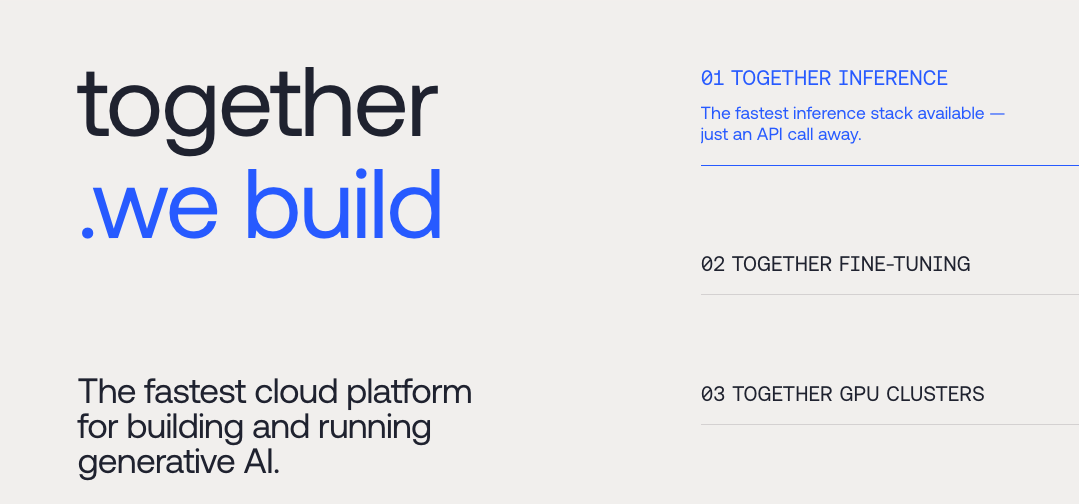 together
.we build
The fastest cloud platform
for building and running
generative AI.
01 TOGETHER INFERENCE
The fastest inference stack available —
just an API call away.
02 TOGETHER FINE-TUNING
03 TOGETHER GPU CLUSTERS